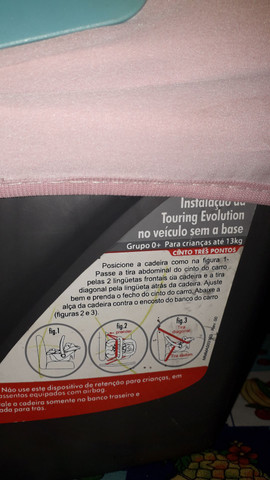 Instalação da
Touring Evolution
no veículo sem a base
Grupo 0+ Para crianças até 13kg
CINTO TRÊS PONTOS
Posicione a cadeira como na figura 1-
Passe a tira abdominal do cinto do carro
pelas 2 lingüetas frontais da cadeira e a tira
diagonal pela lingüeta atrás da cadeira. Ajuste
bem e prenda o fecho do cinto do carro. Abaixe a
alça da cadeira contra o encosto do banco do carro
(figuras 2 e 3).
fig.1
fig.2
fig.3
Tira
diagonal
Não use este dispositivo de retenção para crianças, em
assentos equipados com airbag.
ale a cadeira somente no banco traseiro e
ada para trás.